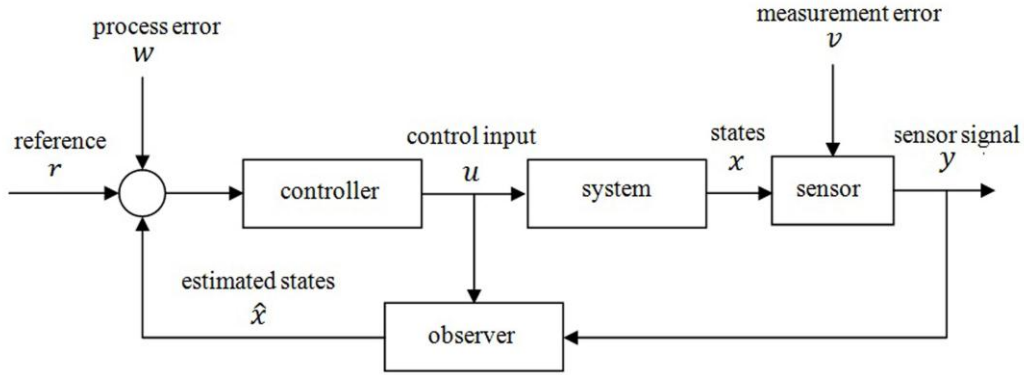 process error
w
measurement error
v
reference
r
control input
u
states
x
sensor signal
y
controller
system
sensor
estimated states
x̂
observer